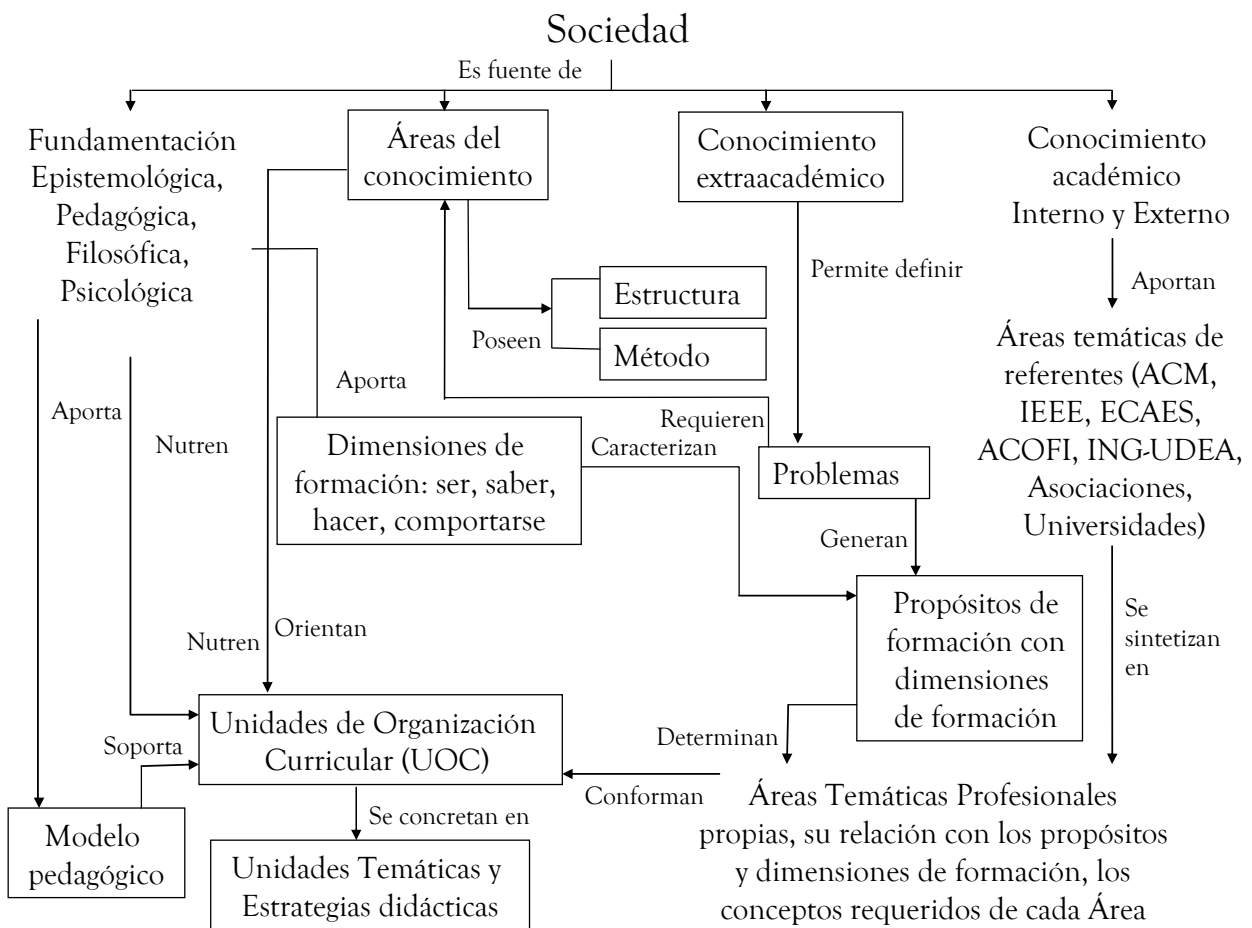 Sociedad
Es fuente de
Fundamentación
Epistemológica,
Pedagógica,
Filosófica,
Psicológica
Áreas del
conocimiento
Conocimiento
extraacadémico
Conocimiento
académico
Interno y Externo
Permite definir
Aportan
Estructura
Poseen
Método
Áreas temáticas de
referentes (ACM,
IEEE, ECAES,
ACOFI, ING-UDEA,
Asociaciones,
Universidades)
Aporta
Aporta
Nutren
Requieren
Caracterizan
Dimensiones de
formación: ser, saber,
hacer, comportarse
Problemas
Generan
Propósitos de
formación con
dimensiones
de formación
Se
sintetizan
en
Nutren
Orientan
Unidades de Organización
Curricular (UOC)
Soporta
Determinan
Conforman
Modelo
pedagógico
Se concretan en
Unidades Temáticas y
Estrategias didácticas
Áreas Temáticas Profesionales
propias, su relación con los propósitos
y dimensiones de formación, los
conceptos requeridos de cada Área